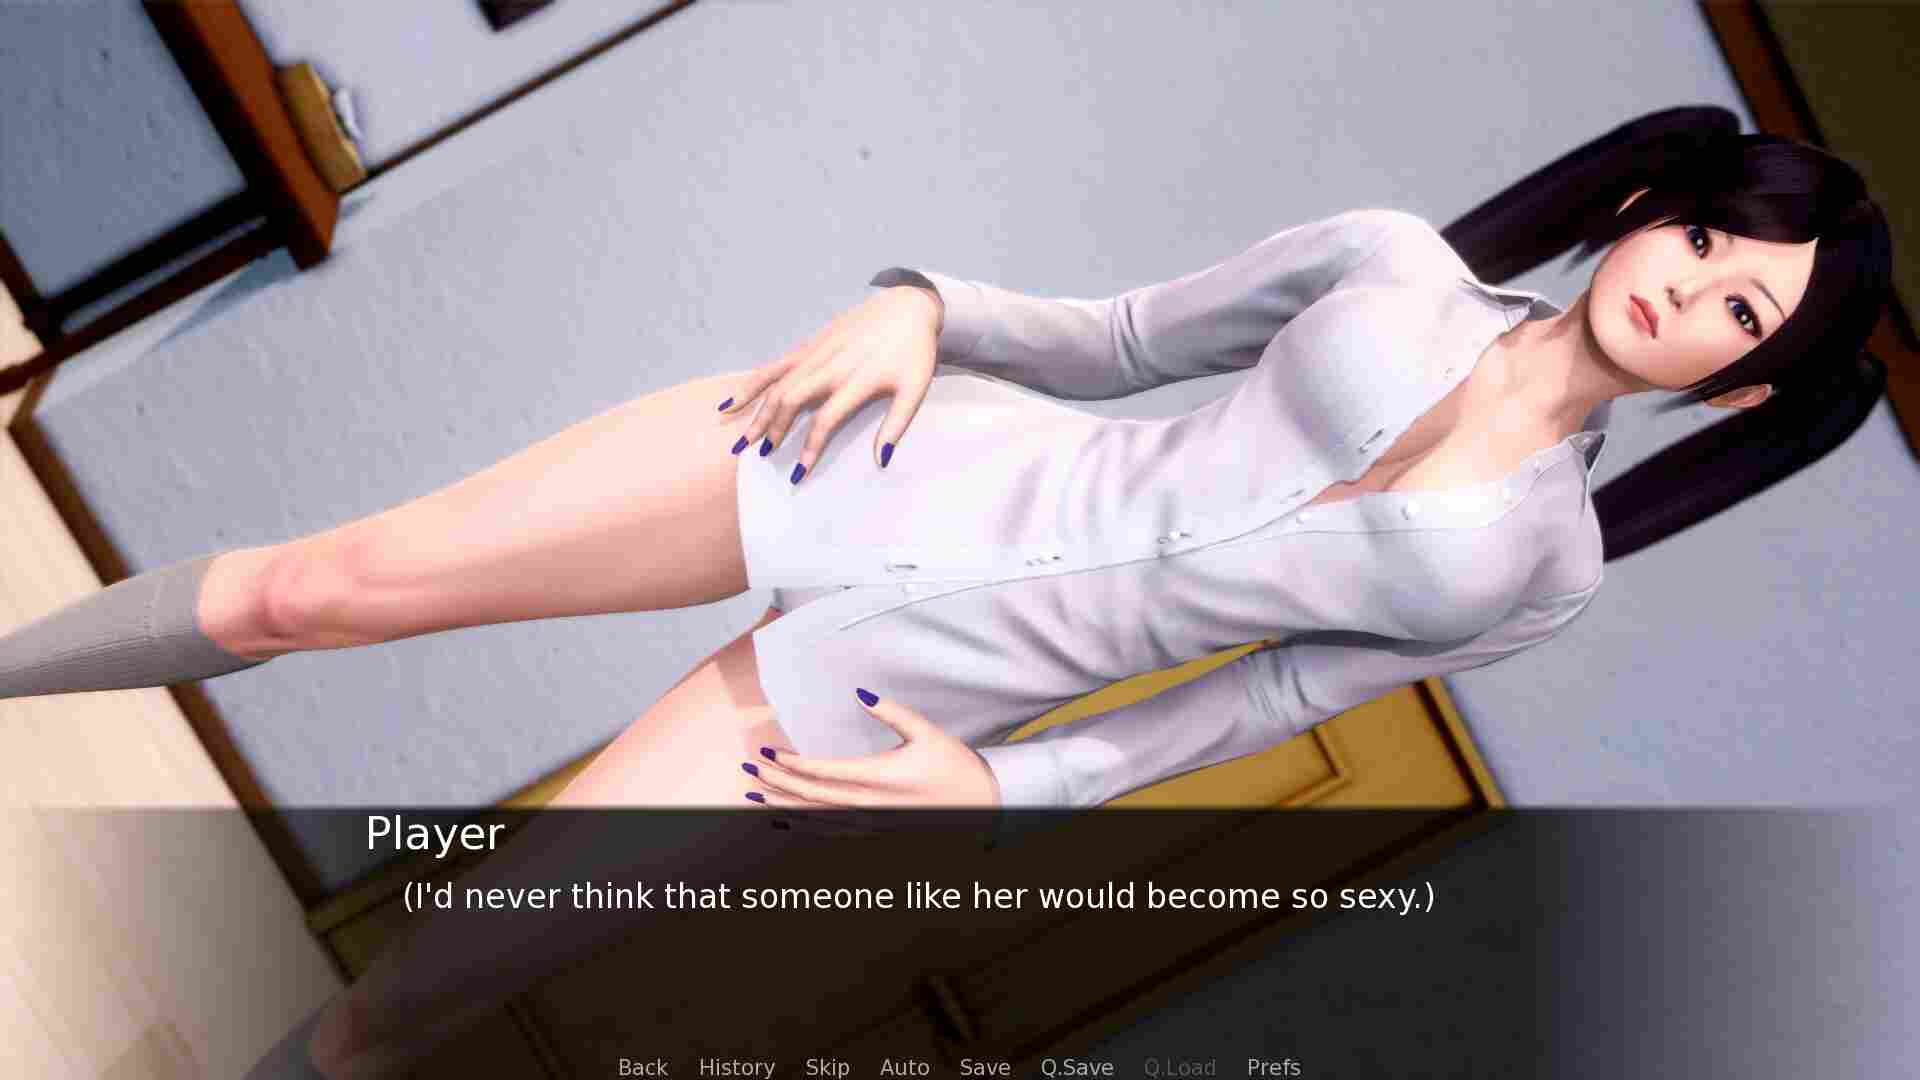 Player
(I'd never think that someone like her would become so sexy.)
Back History Skip Auto Save Q.Save Q.Load Prefs